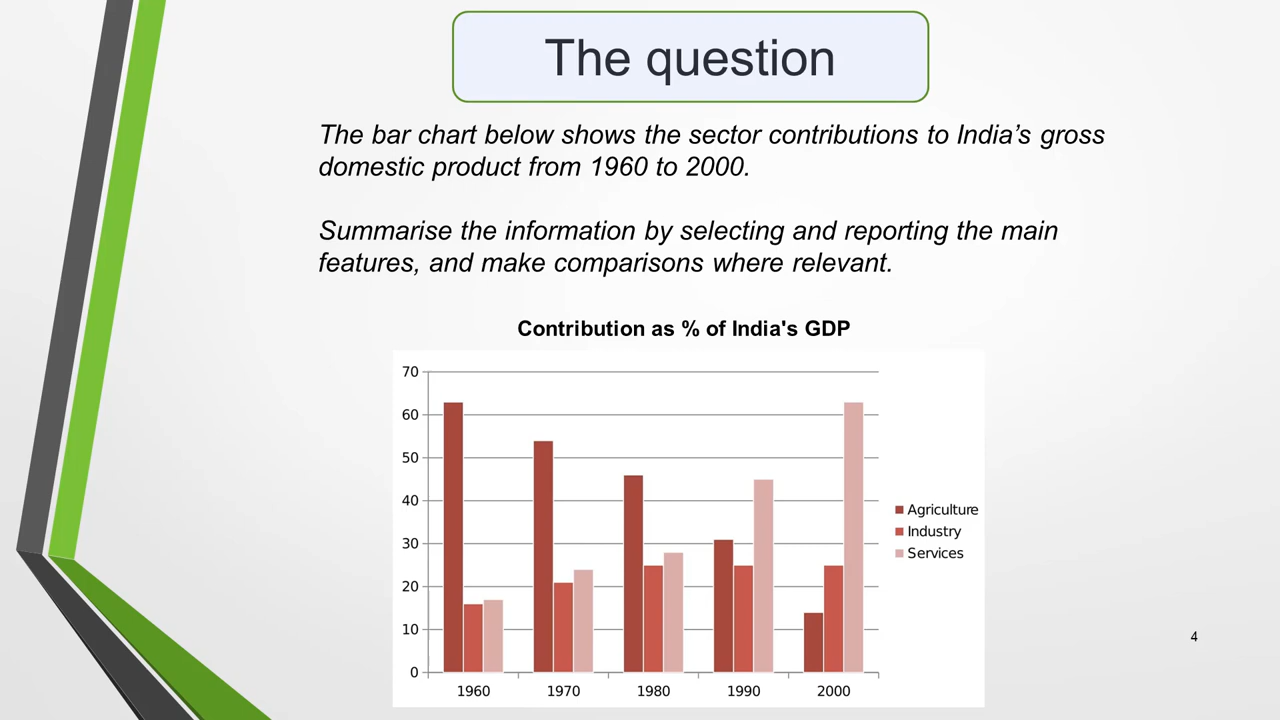 The question
The bar chart below shows the sector contributions to India’s gross
domestic product from 1960 to 2000.
Summarise the information by selecting and reporting the main
features, and make comparisons where relevant.
Contribution as % of India's GDP
70
60
50
40
30
20
10
0
1960 1970 1980 1990 2000
Agriculture
Industry
Services
4